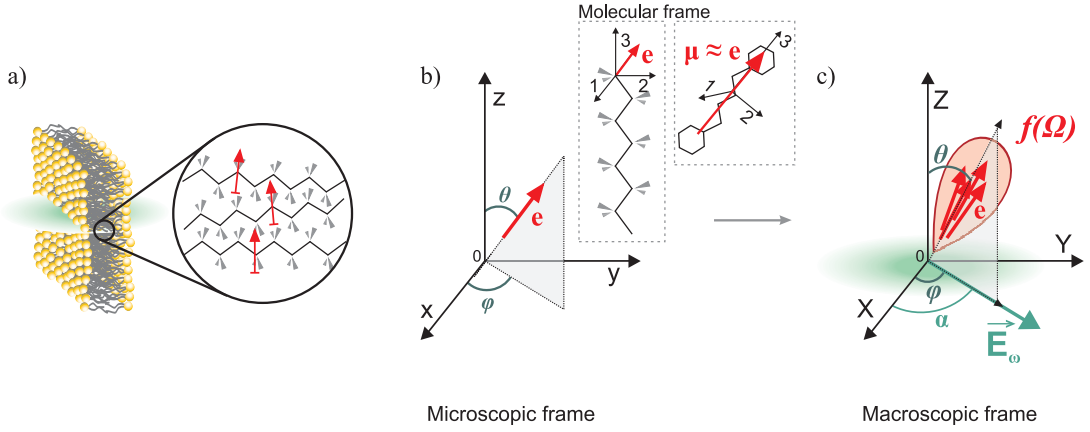 Molecular frame
a)
b)
c)
3
e
1
2
μ ≈ e
3
1
2
z
θ
e
0
y
x
φ
Z
f(Ω)
θ
e
0
Y
X
φ
α
E ω
Microscopic frame
Macroscopic frame